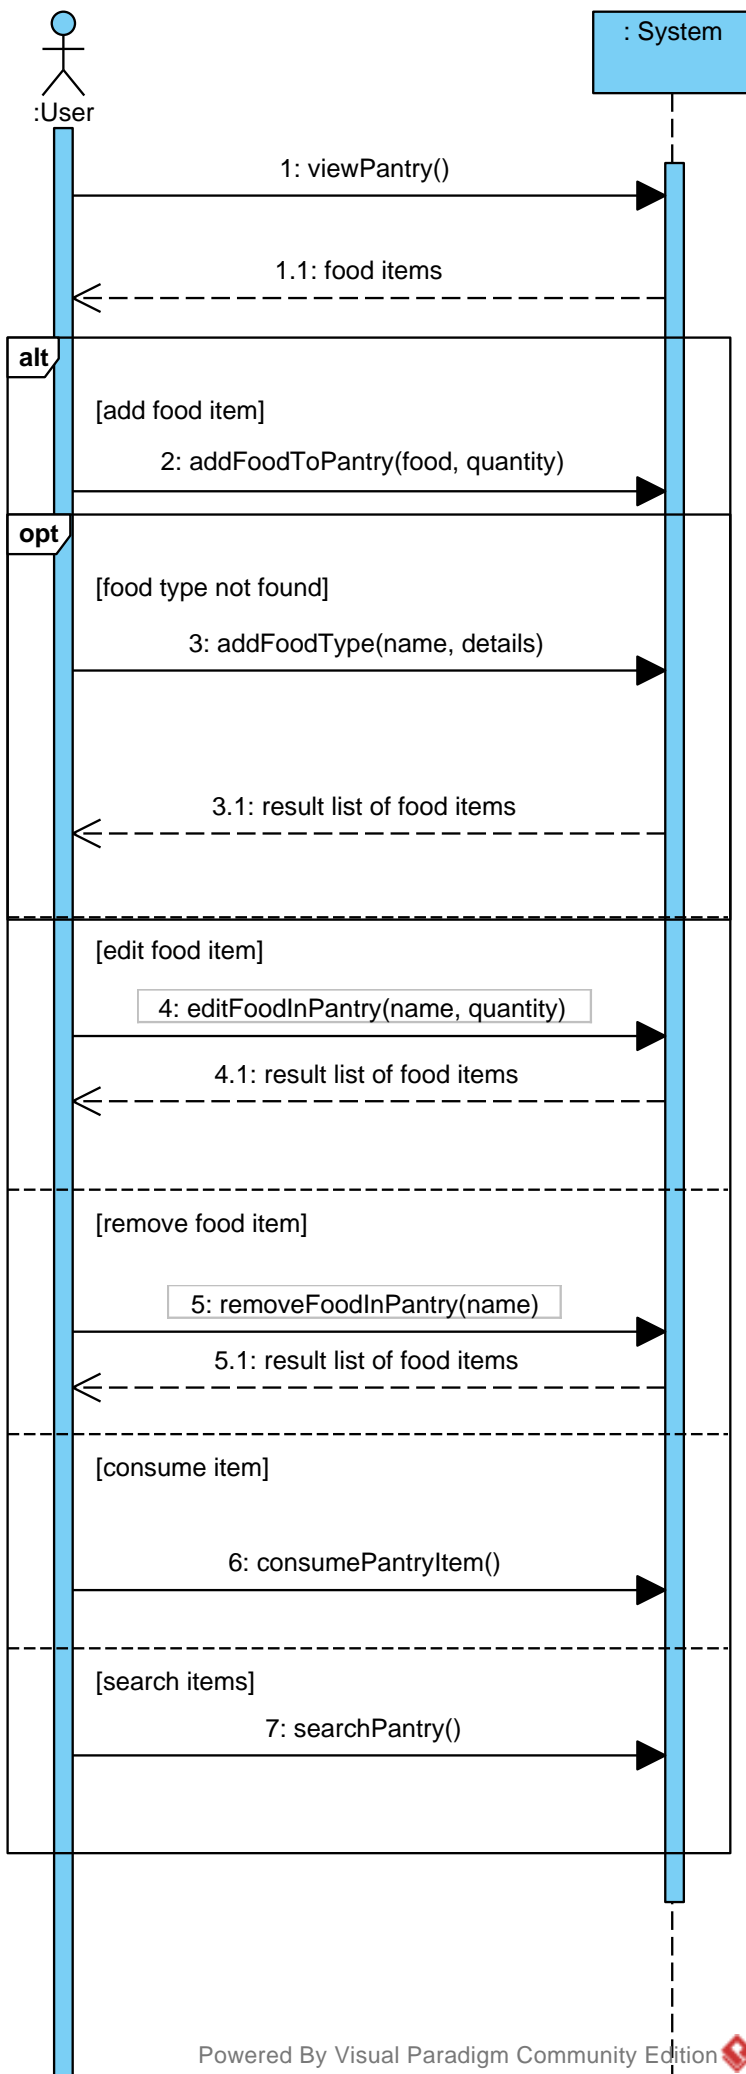 : System
:User
1: viewPantry()
1.1: food items
alt
[add food item]
2: addFoodToPantry(food, quantity)
opt
[food type not found]
3: addFoodType(name, details)
3.1: result list of food items
[edit food item]
4: editFoodInPantry(name, quantity)
4.1: result list of food items
[remove food item]
5: removeFoodInPantry(name)
5.1: result list of food items
[consume item]
6: consumePantryItem()
[search items]
7: searchPantry()
Powered By Visual Paradigm Community Edition